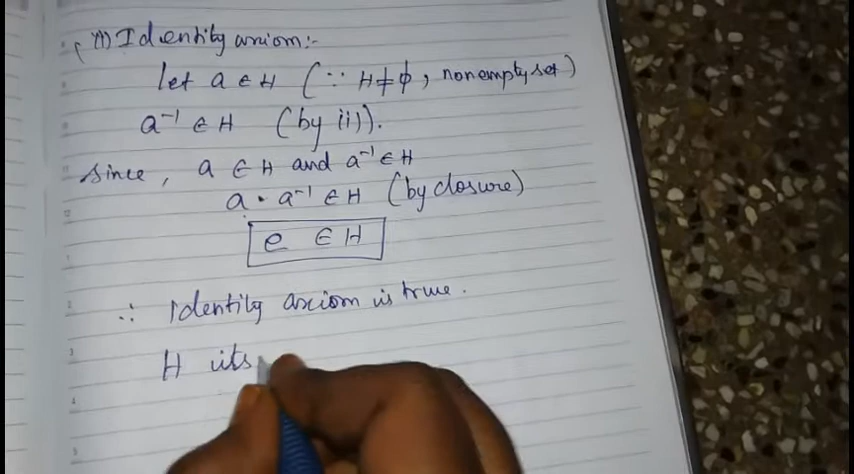 (iii) Identity axiom:-
let a ∈ H (∵ H ≠ ϕ, nonempty set)
a⁻¹ ∈ H (by ii)).
Since, a ∈ H and a⁻¹ ∈ H
a · a⁻¹ ∈ H (by closure)
e ∈ H
∴ Identity axiom is true.
H its